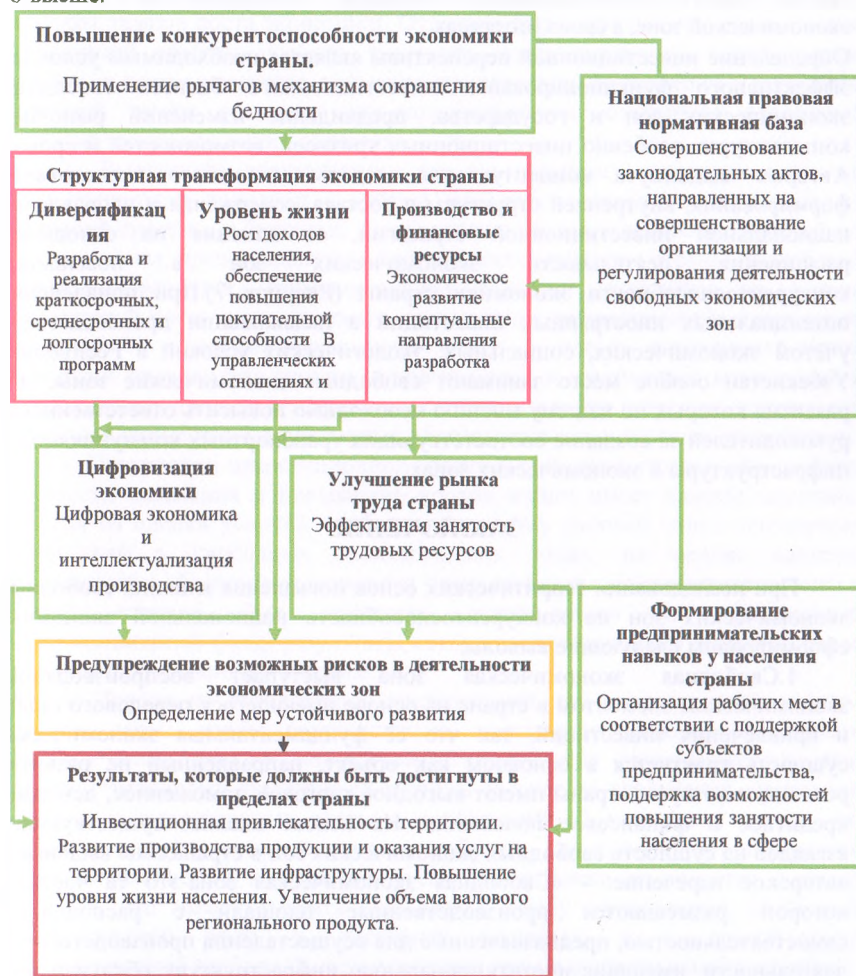 Повышение конкурентоспособности экономики
страны.
Применение рычагов механизма сокращения
бедности
Национальная правовая
нормативная база
Совершенствование
законодательных актов,
направленных на
совершенствование
регулирования деятельности
свободных экономических
зон
Структурная трансформация экономики страны
Диверсификац
ия
Разработка и
реализация
краткосрочных,
среднесрочных и
долгосрочных
программ
Уровень жизни
Рост доходов
населения,
обеспечение
повышения
покупательной
способности В
управленческих
отношениях и
Производство и
финансовые
ресурсы
Экономическое
развитие
концептуальные
направления
разработка
Цифровизация
экономики
Цифровая экономика
и
интеллектуализация
производства
Улучшение рынка
труда страны
Эффективная занятость
трудовых ресурсов
Формирование
предпринимательских
навыков у населения
страны
Организация рабочих мест в
соответствии с поддержкой
субъектов
предпринимательства,
поддержка возможностей
повышения занятости
населения в сфере
Предупреждение возможных рисков в деятельности
экономических зон
Определение мер устойчивого развития
Результаты, которые должны быть достигнуты в
пределах страны
Инвестиционная привлекательность территории.
Развитие производства продукции и оказания услуг на
территории. Развитие инфраструктуры. Повышение
уровня жизни населения. Увеличение объема валового
регионального продукта.